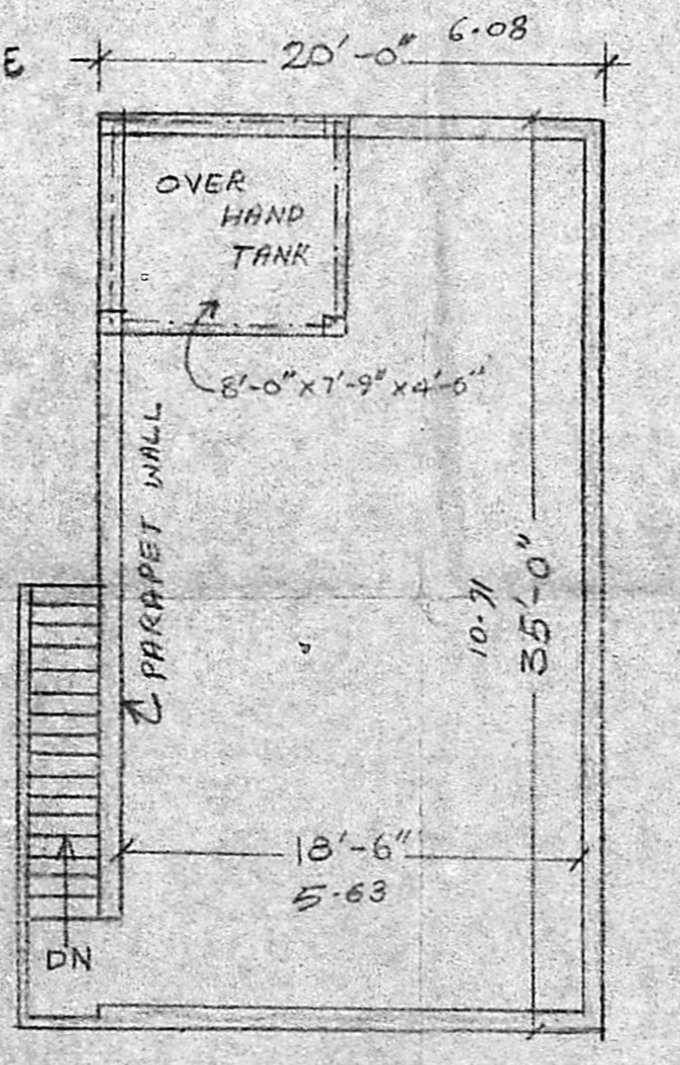 E
20'-0" 6.08
OVER
HAND
TANK
8'-0" x 7'-9" x 4'-6"
PARAPET WALL
10.71
35'-0"
18'-6"
5.63
DN